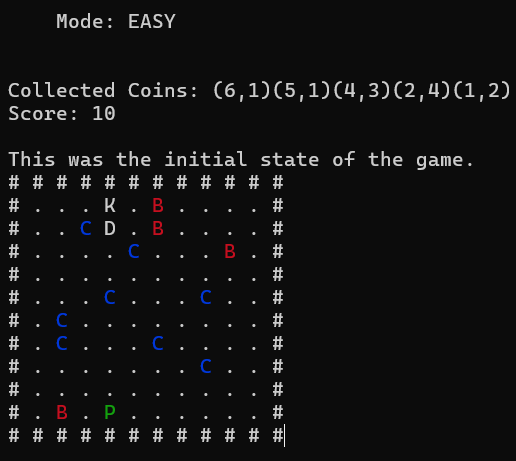 Mode: EASY
Collected Coins: (6,1)(5,1)(4,3)(2,4)(1,2)
Score: 10
This was the initial state of the game.
# # # # # # # # # # # #
# . . . K . B . . . . #
# . . C D . B . . . . #
# . . . . C . . . B . #
# . . . . . . . . . . #
# . . . C . . . C . . #
# . C . . . . . . . . #
# . C . . . C . . . . #
# . . . . . . . C . . #
# . . . . . . . . . . #
# . B . P . . . . . . #
# # # # # # # # # # # #